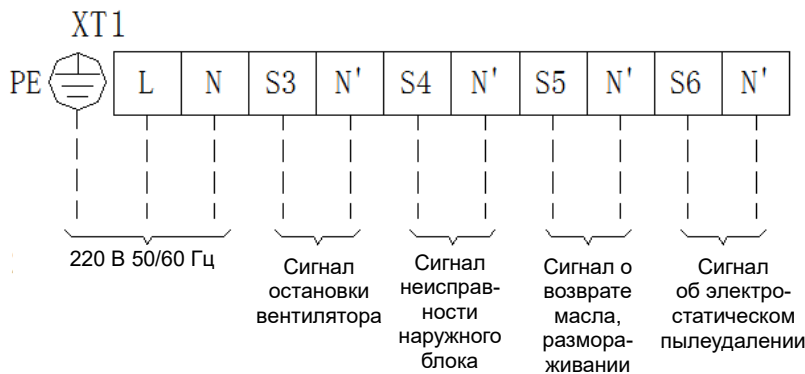 XT1
PE L N S3 N' S4 N' S5 N' S6 N'
220 В 50/60 Гц
Сигнал
остановки
вентилятора
Сигнал
неисправ-
ности
наружного
блока
Сигнал о
возврате
масла,
размора-
живании
Сигнал
об электро-
статическом
пылеудалении